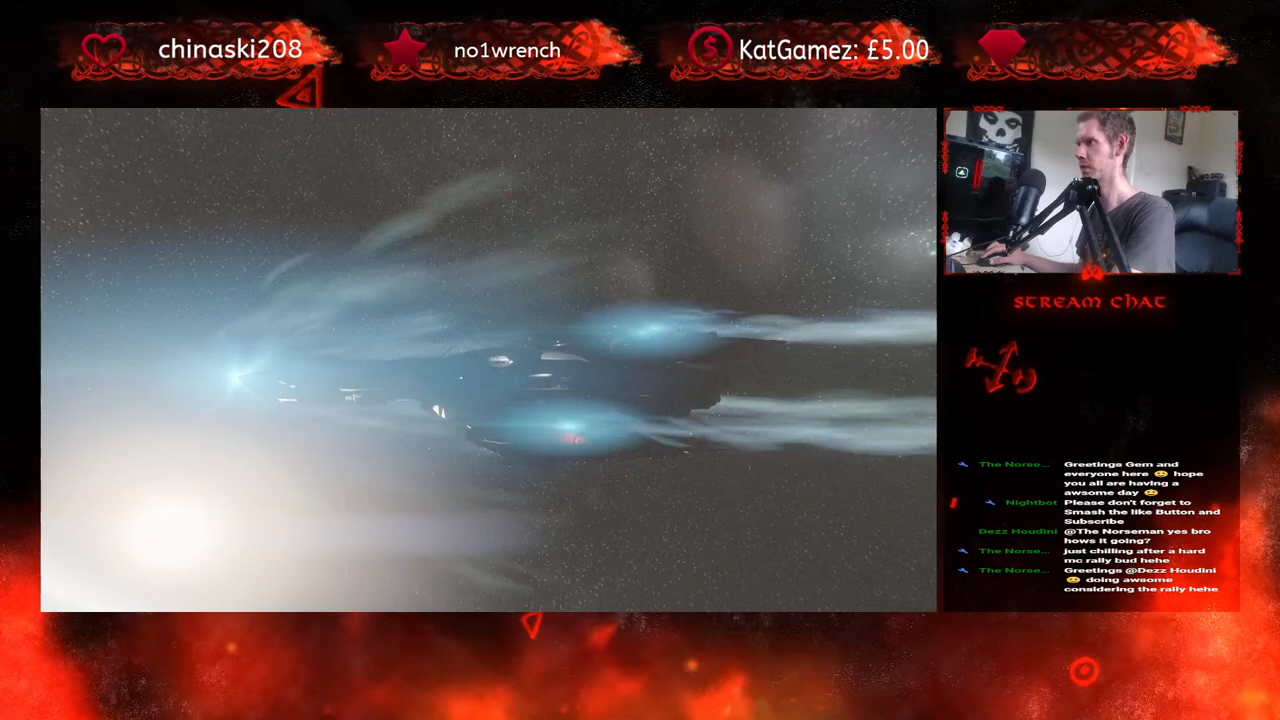 chinaski208
no1wrench
KatGamez: £5.00
STREAM CHAT
The Norse... Greetings Gem and
everyone here 😊 hope
you all are having a
awsome day 😊
Nightbot Please don't forget to
Smash the like Button and
Subscribe
Dezz Houdini @The Norseman yes bro
hows it going?
The Norse... just chilling after a hard
mc rally bud hehe
The Norse... Greetings @Dezz Houdini
😊 doing awsome
considering the rally hehe